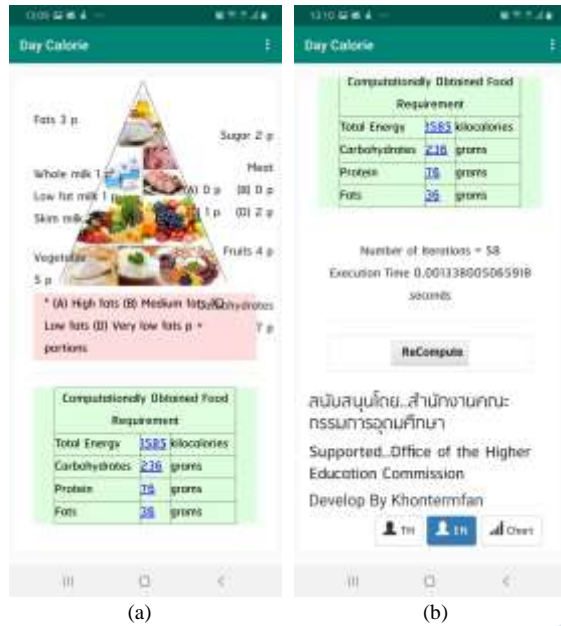 13:05
Day Calorie
Fats 3 p
Sugar 2 p
Meat
Whole milk 1
(A) 0 p (B) 0 p
Low fat milk 1
1 p (D) 2 p
Skim milk
Fruits 4 p
Vegetable
5 p
* (A) High fats (B) Medium fats
Low fats (D) Very low fats p =
7 p
portions
Computationally Obtained Food
Requirement
Total Energy 1585 kilocalories
Carbohydrates 236 grams
Protein 76 grams
Fats 36 grams
(a)
13:10
Day Calorie
Computationally Obtained Food
Requirement
Total Energy 1585 kilocalories
Carbohydrates 236 grams
Protein 76 grams
Fats 36 grams
Number of Iterations = 58
Execution Time 0.001338005065918
seconds
ReCompute
สนับสนุนโดย..สำนักงานคณะ
กรรมการอุดมศึกษา
Supported..Office of the Higher
Education Commission
Develop By Khontermfan
TH EN Chart
(b)